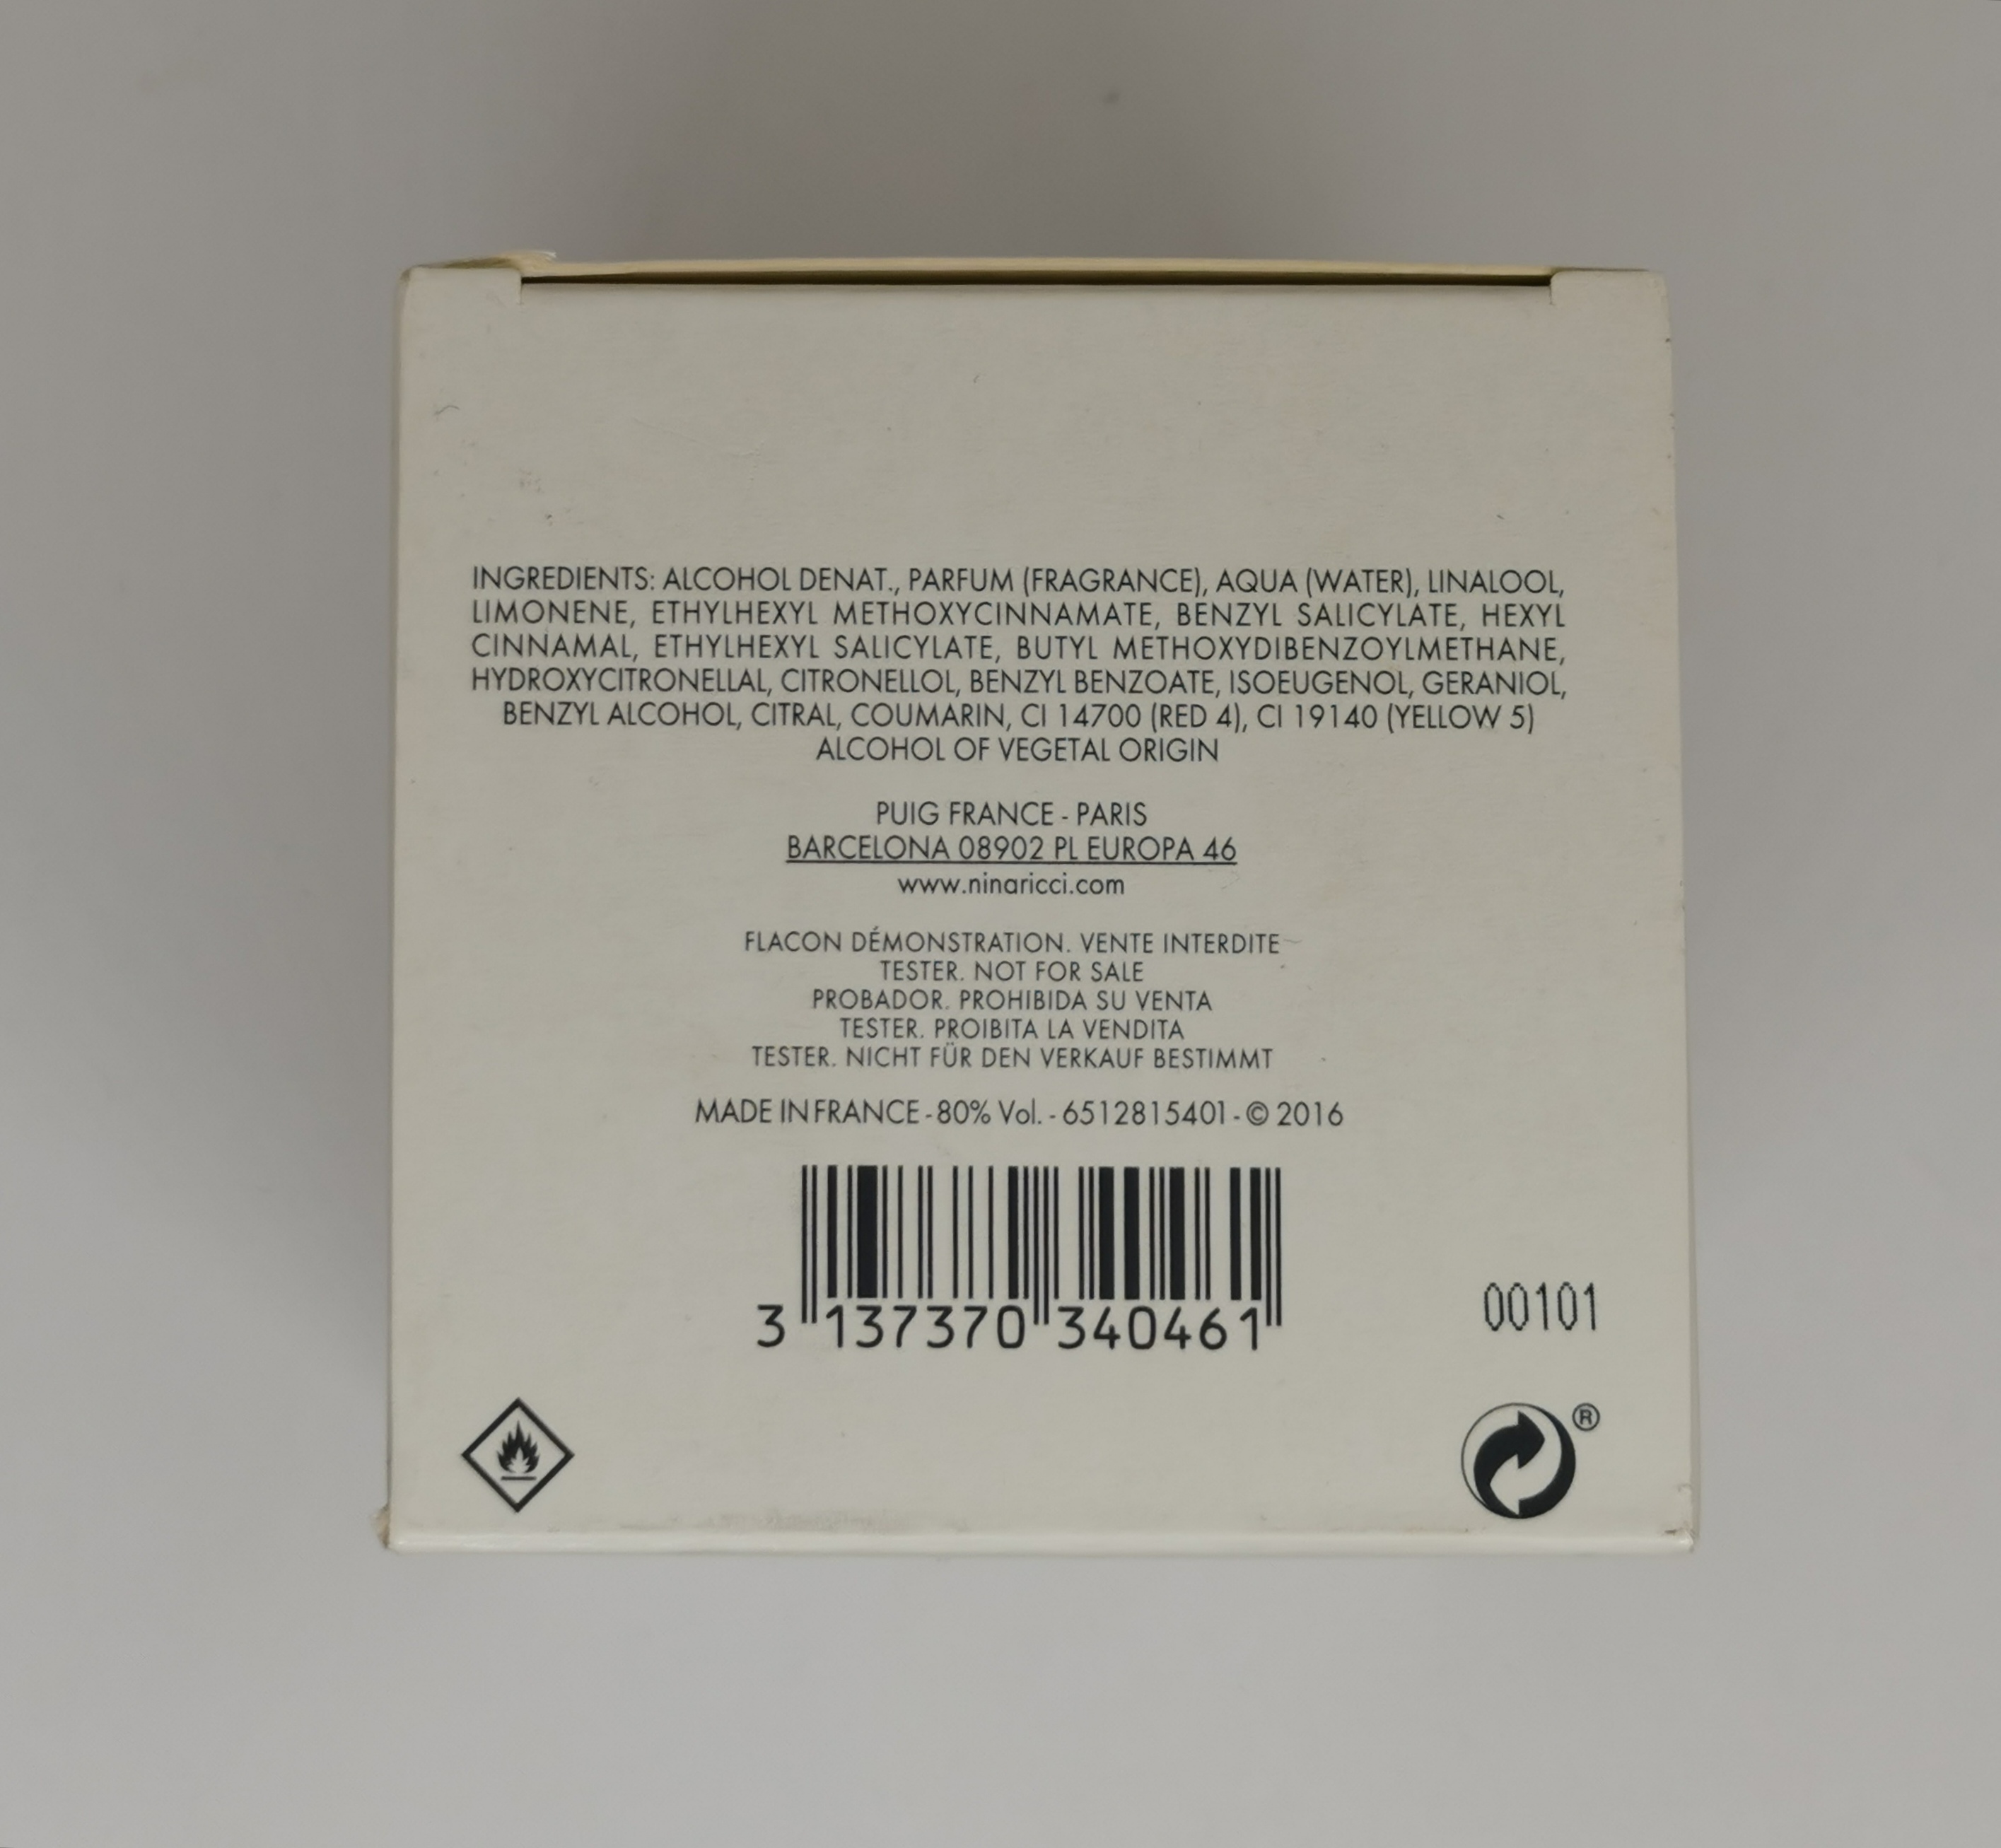 INGREDIENTS: ALCOHOL DENAT., PARFUM (FRAGRANCE), AQUA (WATER), LINALOOL,
LIMONENE, ETHYLHEXYL METHOXYCINNAMATE, BENZYL SALICYLATE, HEXYL
CINNAMAL, ETHYLHEXYL SALICYLATE, BUTYL METHOXYDIBENZOYLMETHANE,
HYDROXYCITRONELLAL, CITRONELLOL, BENZYL BENZOATE, ISOEUGENOL, GERANIOL,
BENZYL ALCOHOL, CITRAL, COUMARIN, CI 14700 (RED 4), CI 19140 (YELLOW 5)
ALCOHOL OF VEGETAL ORIGIN
PUIG FRANCE - PARIS
BARCELONA 08902 PL EUROPA 46
www.ninaricci.com
FLACON DÉMONSTRATION. VENTE INTERDITE
TESTER. NOT FOR SALE
PROBADOR. PROHIBIDA SU VENTA
TESTER. PROIBITA LA VENDITA
TESTER. NICHT FÜR DEN VERKAUF BESTIMMT
MADE IN FRANCE - 80% Vol. - 6512815401 - © 2016
3 137370 340461
00101
®